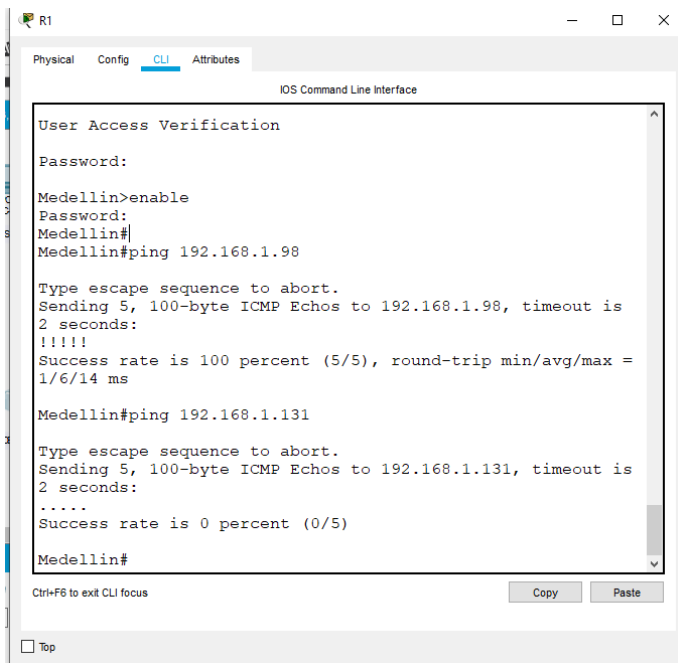 R1
Physical Config CLI Attributes
IOS Command Line Interface
User Access Verification
Password:
Medellin>enable
Password:
Medellin#
Medellin#ping 192.168.1.98
Type escape sequence to abort.
Sending 5, 100-byte ICMP Echos to 192.168.1.98, timeout is
2 seconds:
!!!!!
Success rate is 100 percent (5/5), round-trip min/avg/max =
1/6/14 ms
Medellin#ping 192.168.1.131
Type escape sequence to abort.
Sending 5, 100-byte ICMP Echos to 192.168.1.131, timeout is
2 seconds:
.....
Success rate is 0 percent (0/5)
Medellin#
Ctrl+F6 to exit CLI focus
Copy Paste
Top